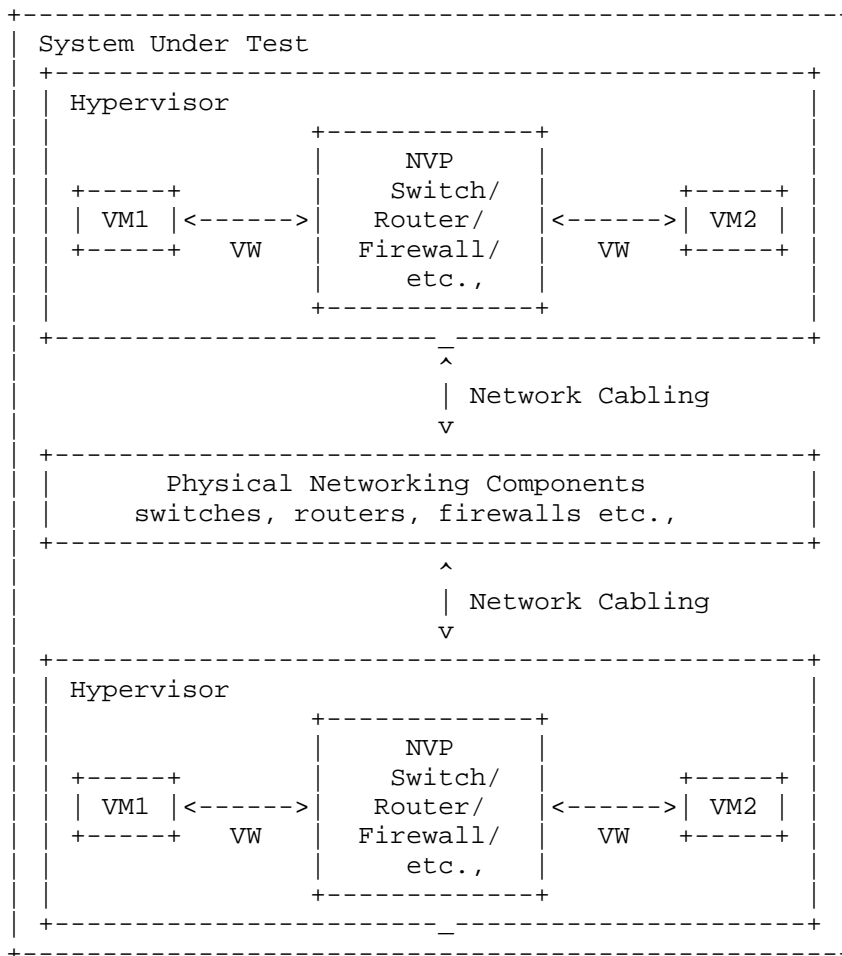 System Under Test
Hypervisor
NVP
Switch/
VM1 <------> Router/ <------> VM2
VW Firewall/ VW
etc.,
Network Cabling
Physical Networking Components
switches, routers, firewalls etc.,
Network Cabling
Hypervisor
NVP
Switch/
VM1 <------> Router/ <------> VM2
VW Firewall/ VW
etc.,